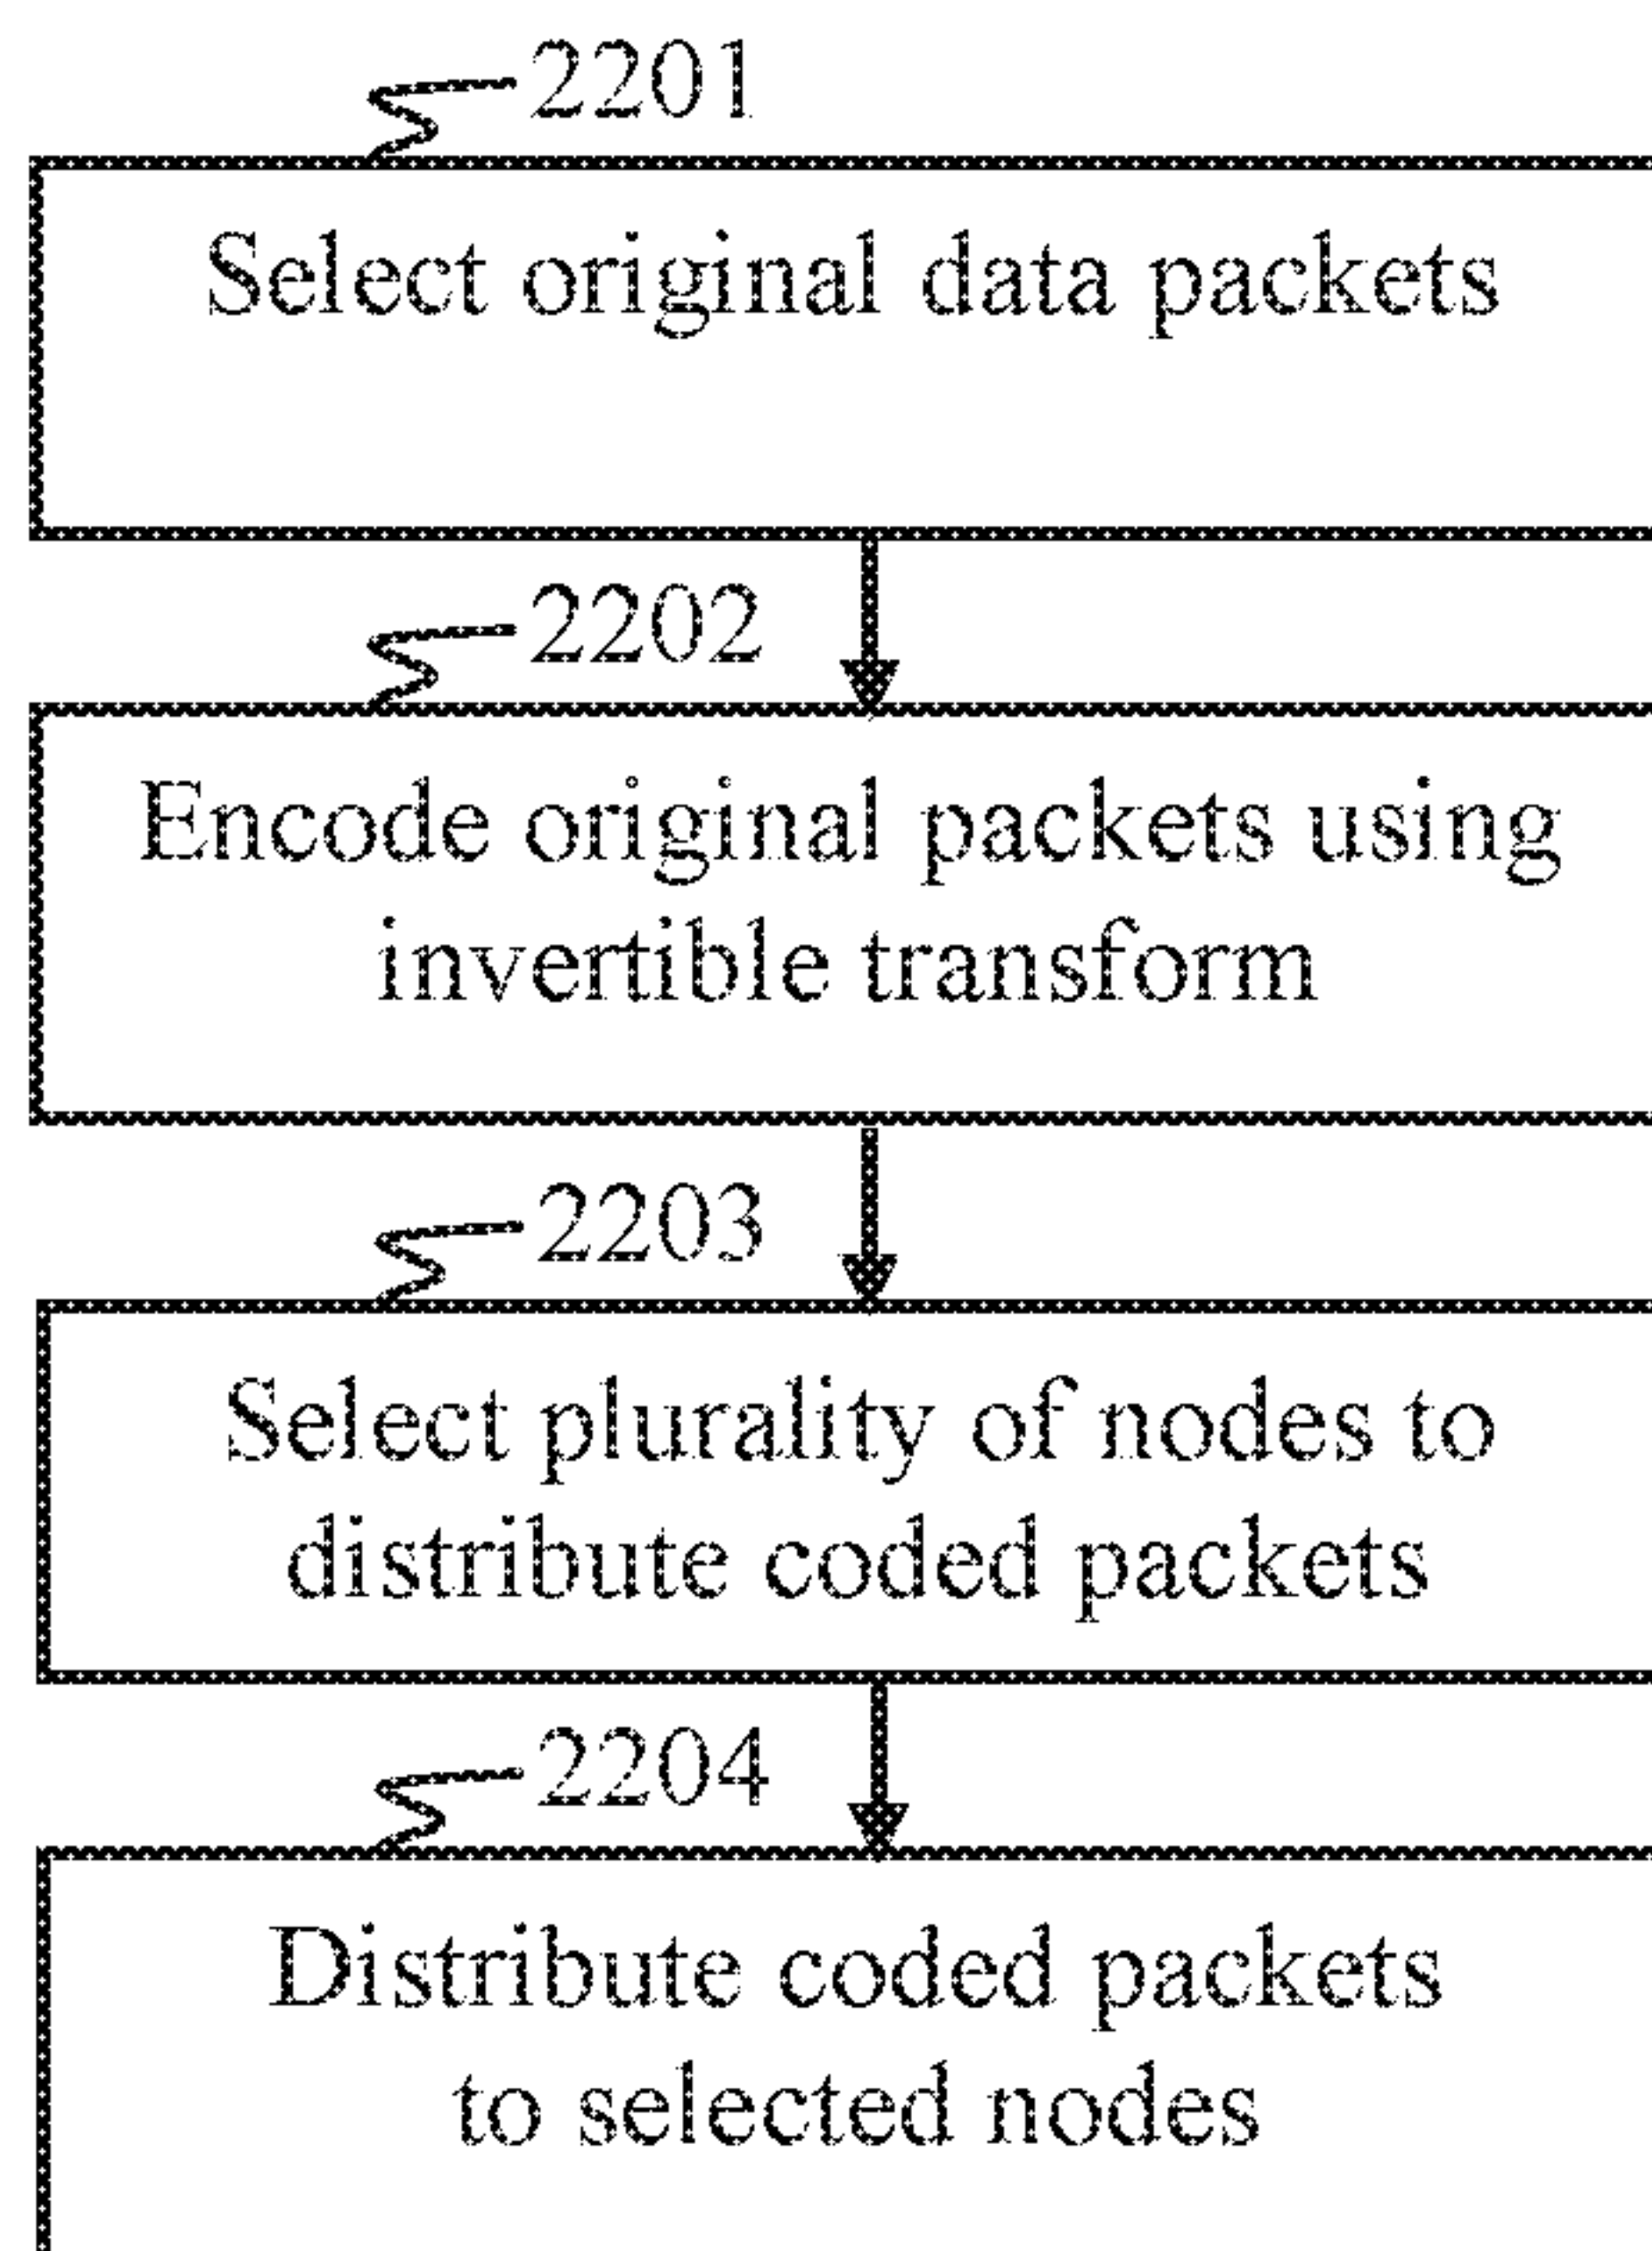 2201
Select original data packets
2202
Encode original packets using
invertible transform
2203
Select plurality of nodes to
distribute coded packets
2204
Distribute coded packets
to selected nodes